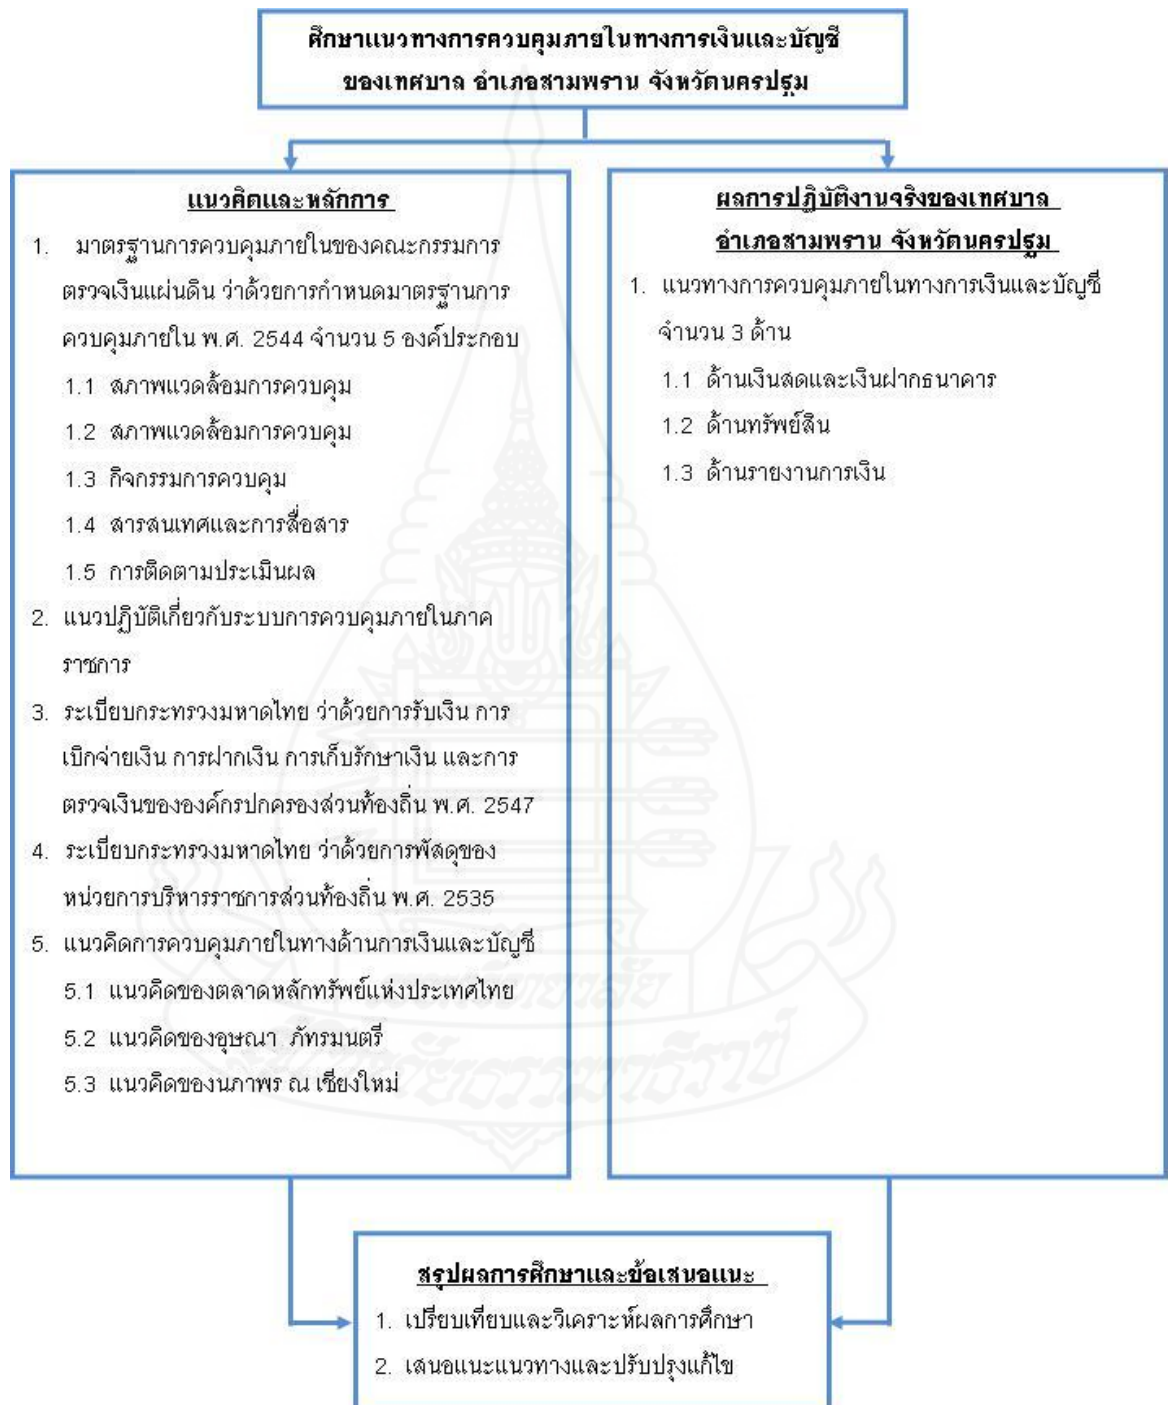 ศึกษาแนวทางการควบคุมภายในทางการเงินและบัญชี
ของเทศบาล อำเภอสามพราน จังหวัดนครปฐม
แนวคิดและหลักการ
1. มาตรฐานการควบคุมภายในของคณะกรรมการ
ตรวจเงินแผ่นดิน ว่าด้วยการกำหนดมาตรฐานการ
ควบคุมภายใน พ.ศ. 2544 จำนวน 5 องค์ประกอบ
1.1 สภาพแวดล้อมการควบคุม
1.2 สภาพแวดล้อมการควบคุม
1.3 กิจกรรมการควบคุม
1.4 สารสนเทศและการสื่อสาร
1.5 การติดตามประเมินผล
2. แนวปฏิบัติเกี่ยวกับระบบการควบคุมภายในภาค
ราชการ
3. ระเบียบกระทรวงมหาดไทย ว่าด้วยการรับเงิน การ
เบิกจ่ายเงิน การฝากเงิน การเก็บรักษาเงิน และการ
ตรวจเงินขององค์กรปกครองส่วนท้องถิ่น พ.ศ. 2547
4. ระเบียบกระทรวงมหาดไทย ว่าด้วยการพัสดุของ
หน่วยการบริหารราชการส่วนท้องถิ่น พ.ศ. 2535
5. แนวคิดการควบคุมภายในทางด้านการเงินและบัญชี
5.1 แนวคิดของตลาดหลักทรัพย์แห่งประเทศไทย
5.2 แนวคิดของอุษณา ภัทรมนตรี
5.3 แนวคิดของนภาพร ณ เชียงใหม่
ผลการปฏิบัติงานจริงของเทศบาล
อำเภอสามพราน จังหวัดนครปฐม
1. แนวทางการควบคุมภายในทางการเงินและบัญชี
จำนวน 3 ด้าน
1.1 ด้านเงินสดและเงินฝากธนาคาร
1.2 ด้านทรัพย์สิน
1.3 ด้านรายงานการเงิน
สรุปผลการศึกษาและข้อเสนอแนะ
1. เปรียบเทียบและวิเคราะห์ผลการศึกษา
2. เสนอแนะแนวทางและปรับปรุงแก้ไข